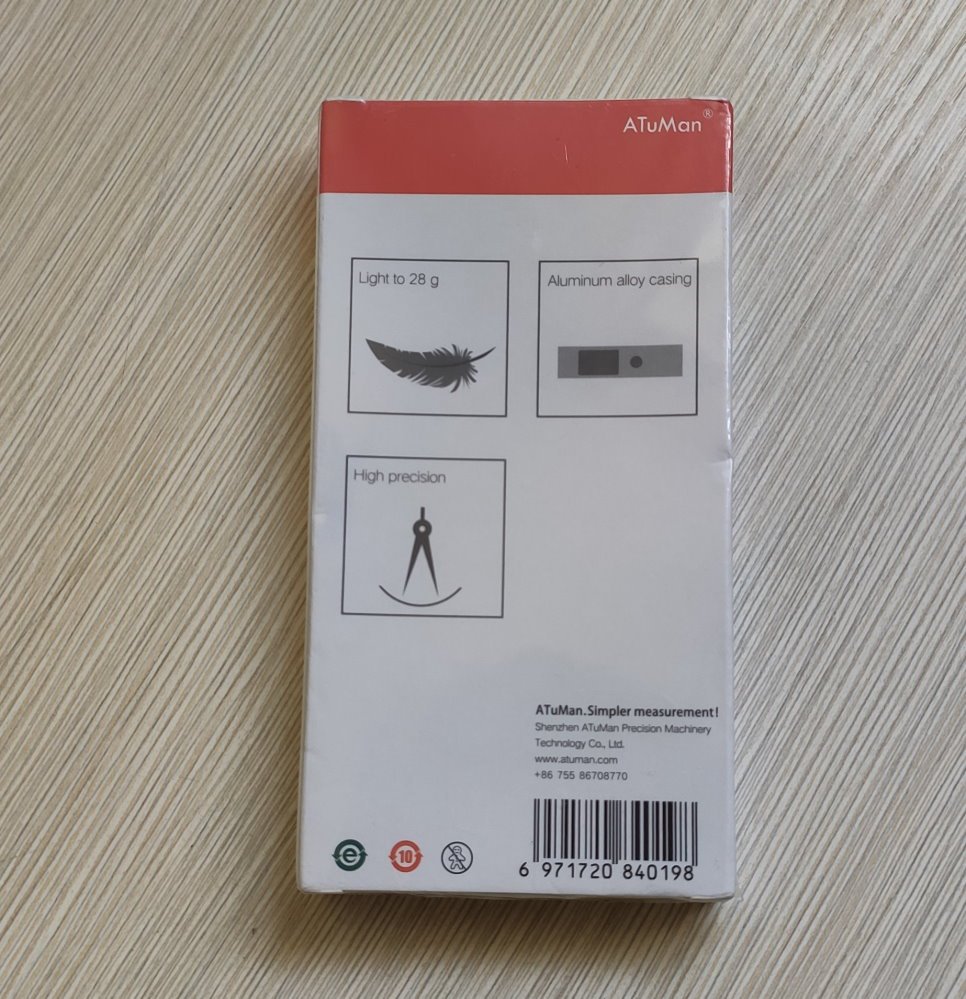 ATuMan®
Light to 28 g
Aluminum alloy casing
High precision
ATuMan.Simpler measurement!
Shenzhen ATuMan Precision Machinery
Technology Co., Ltd.
www.atuman.com
+86 755 86708770
e
10
6 971720 840198